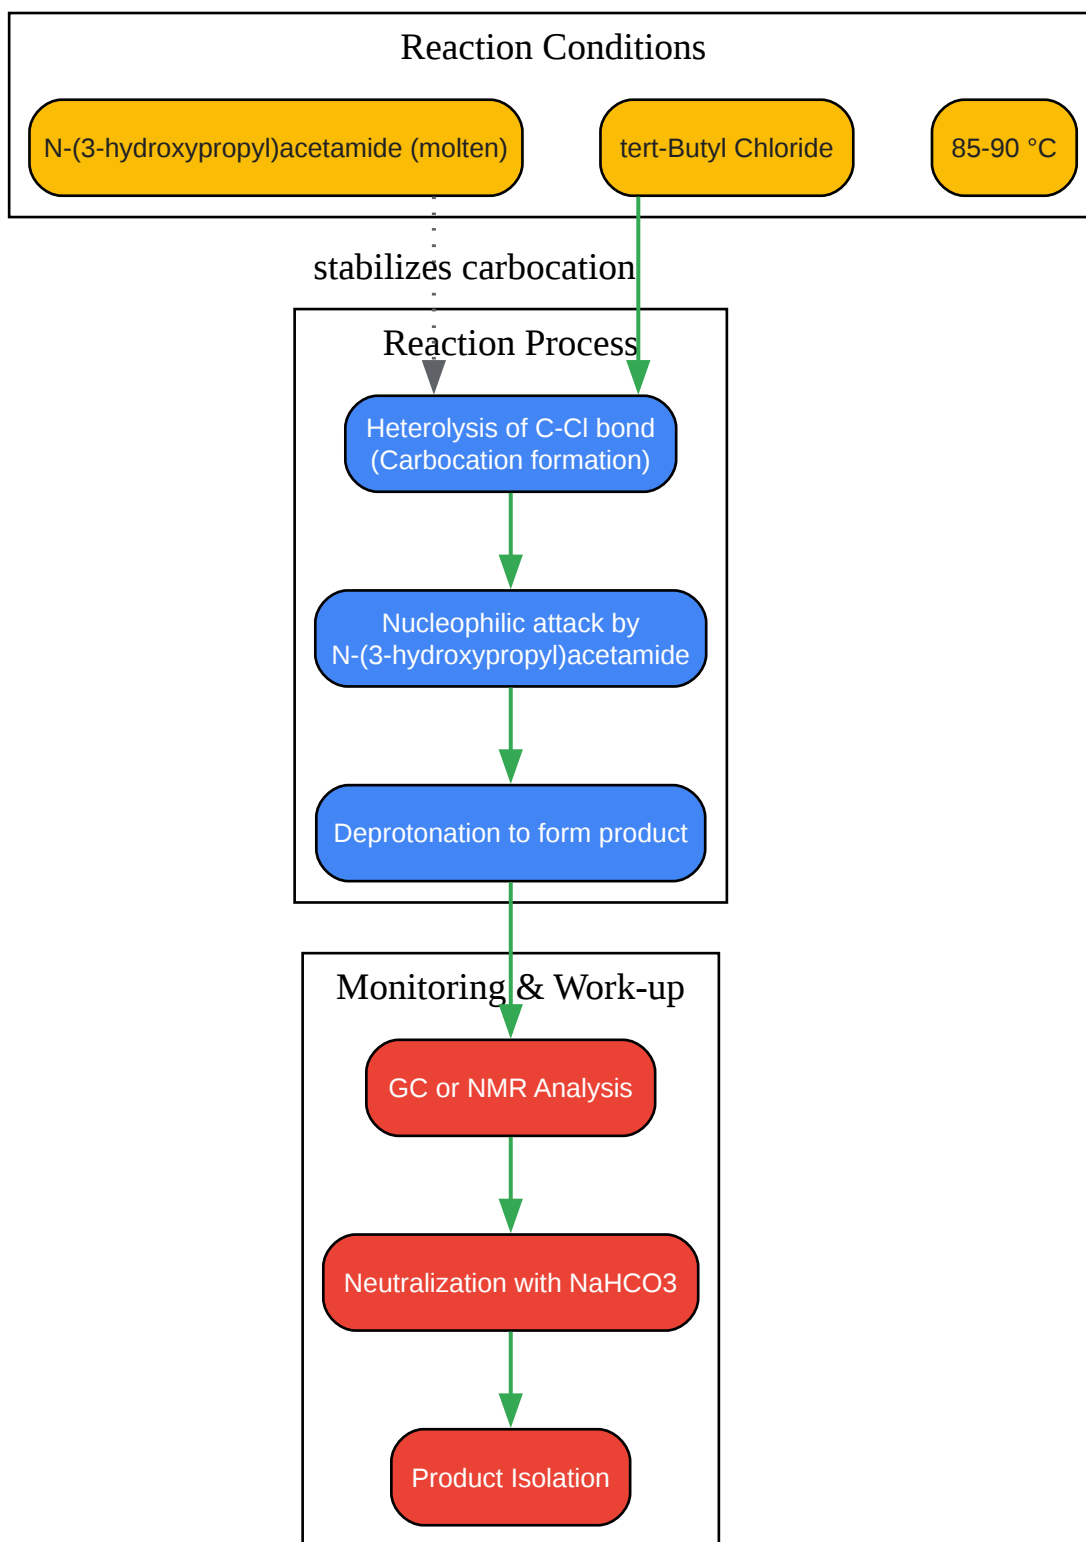 Reaction Conditions
N-(3-hydroxypropyl)acetamide (molten)
tert-Butyl Chloride
85-90 °C
stabilizes carbocation
Reaction Process
Heterolysis of C-Cl bond
(Carbocation formation)
Nucleophilic attack by
N-(3-hydroxypropyl)acetamide
Deprotonation to form product
Monitoring & Work-up
GC or NMR Analysis
Neutralization with NaHCO3
Product Isolation